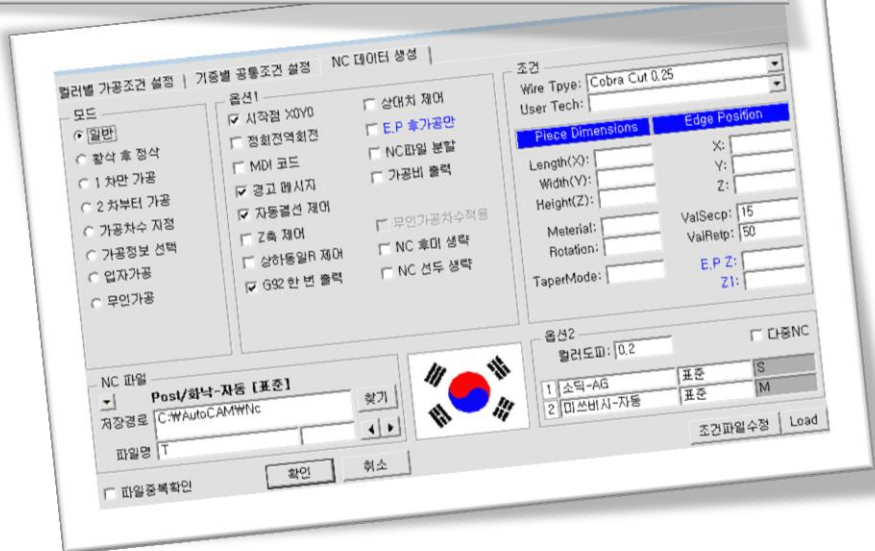 컬러별 가공조건 설정
기종별 공통조건 설정
NC 데이터 생성
모드
일반
황삭 후 정삭
1 차만 가공
2 차부터 가공
가공차수 지정
가공정보 선택
입자가공
무인가공
옵션1
시작점 X0Y0
정회전역회전
MDI 코드
경고 메시지
자동결선 제어
Z축 제어
상하동일R 제어
G92 한 번 출력
상대치 제어
E.P 후가공만
NC파일 분할
가공비 출력
무인가공차수적용
NC 후미 생략
NC 선두 생략
조건
Wire Tpye: Cobra Cut 0,25
User Tech:
Piece Dimensions
Edge Position
Length(X):
Width(Y):
Height(Z):
Meterial:
Rotation:
TaperMode:
X:
Y:
Z:
ValSecp: 15
ValRetp: 50
E.P Z:
Z1:
NC 파일
Post/화낙-자동 [표준]
저장경로 C:₩AutoCAM₩Nc
찾기
파일명 T
파일중복확인
확인
취소
옵션2
컬러도피: 0,2
다중NC
1 소딕-AG 표준 S
2 미쓰비시-자동 표준 M
조건파일수정
Load